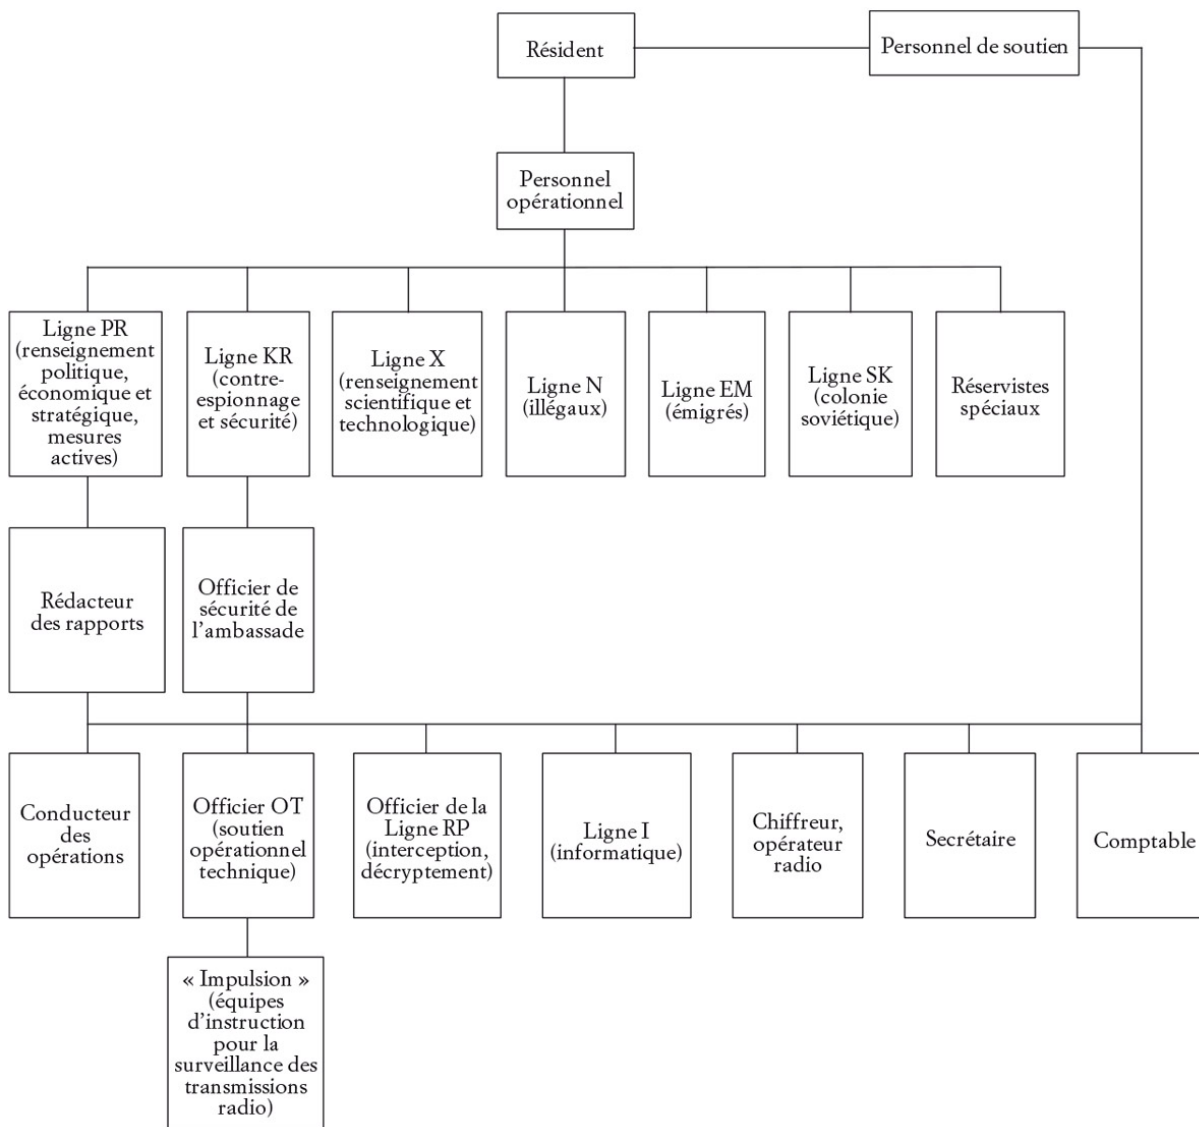 Résident
Personnel de soutien
Personnel
opérationnel
Ligne PR
(renseignement
politique,
économique et
stratégique,
mesures
actives)
Ligne KR
(contre-
espionnage
et sécurité)
Ligne X
(renseignement
scientifique et
technologique)
Ligne N
(illégaux)
Ligne EM
(émigrés)
Ligne SK
(colonie
soviétique)
Réservistes
spéciaux
Rédacteur
des rapports
Officier de
sécurité de
l’ambassade
Conducteur
des
opérations
Officier OT
(soutien
opérationnel
technique)
Officier de la
Ligne RP
(interception,
décryptement)
Ligne I
(informatique)
Chiffreur,
opérateur
radio
Secrétaire
Comptable
« Impulsion »
(équipes
d’instruction
pour la
surveillance des
transmissions
radio)